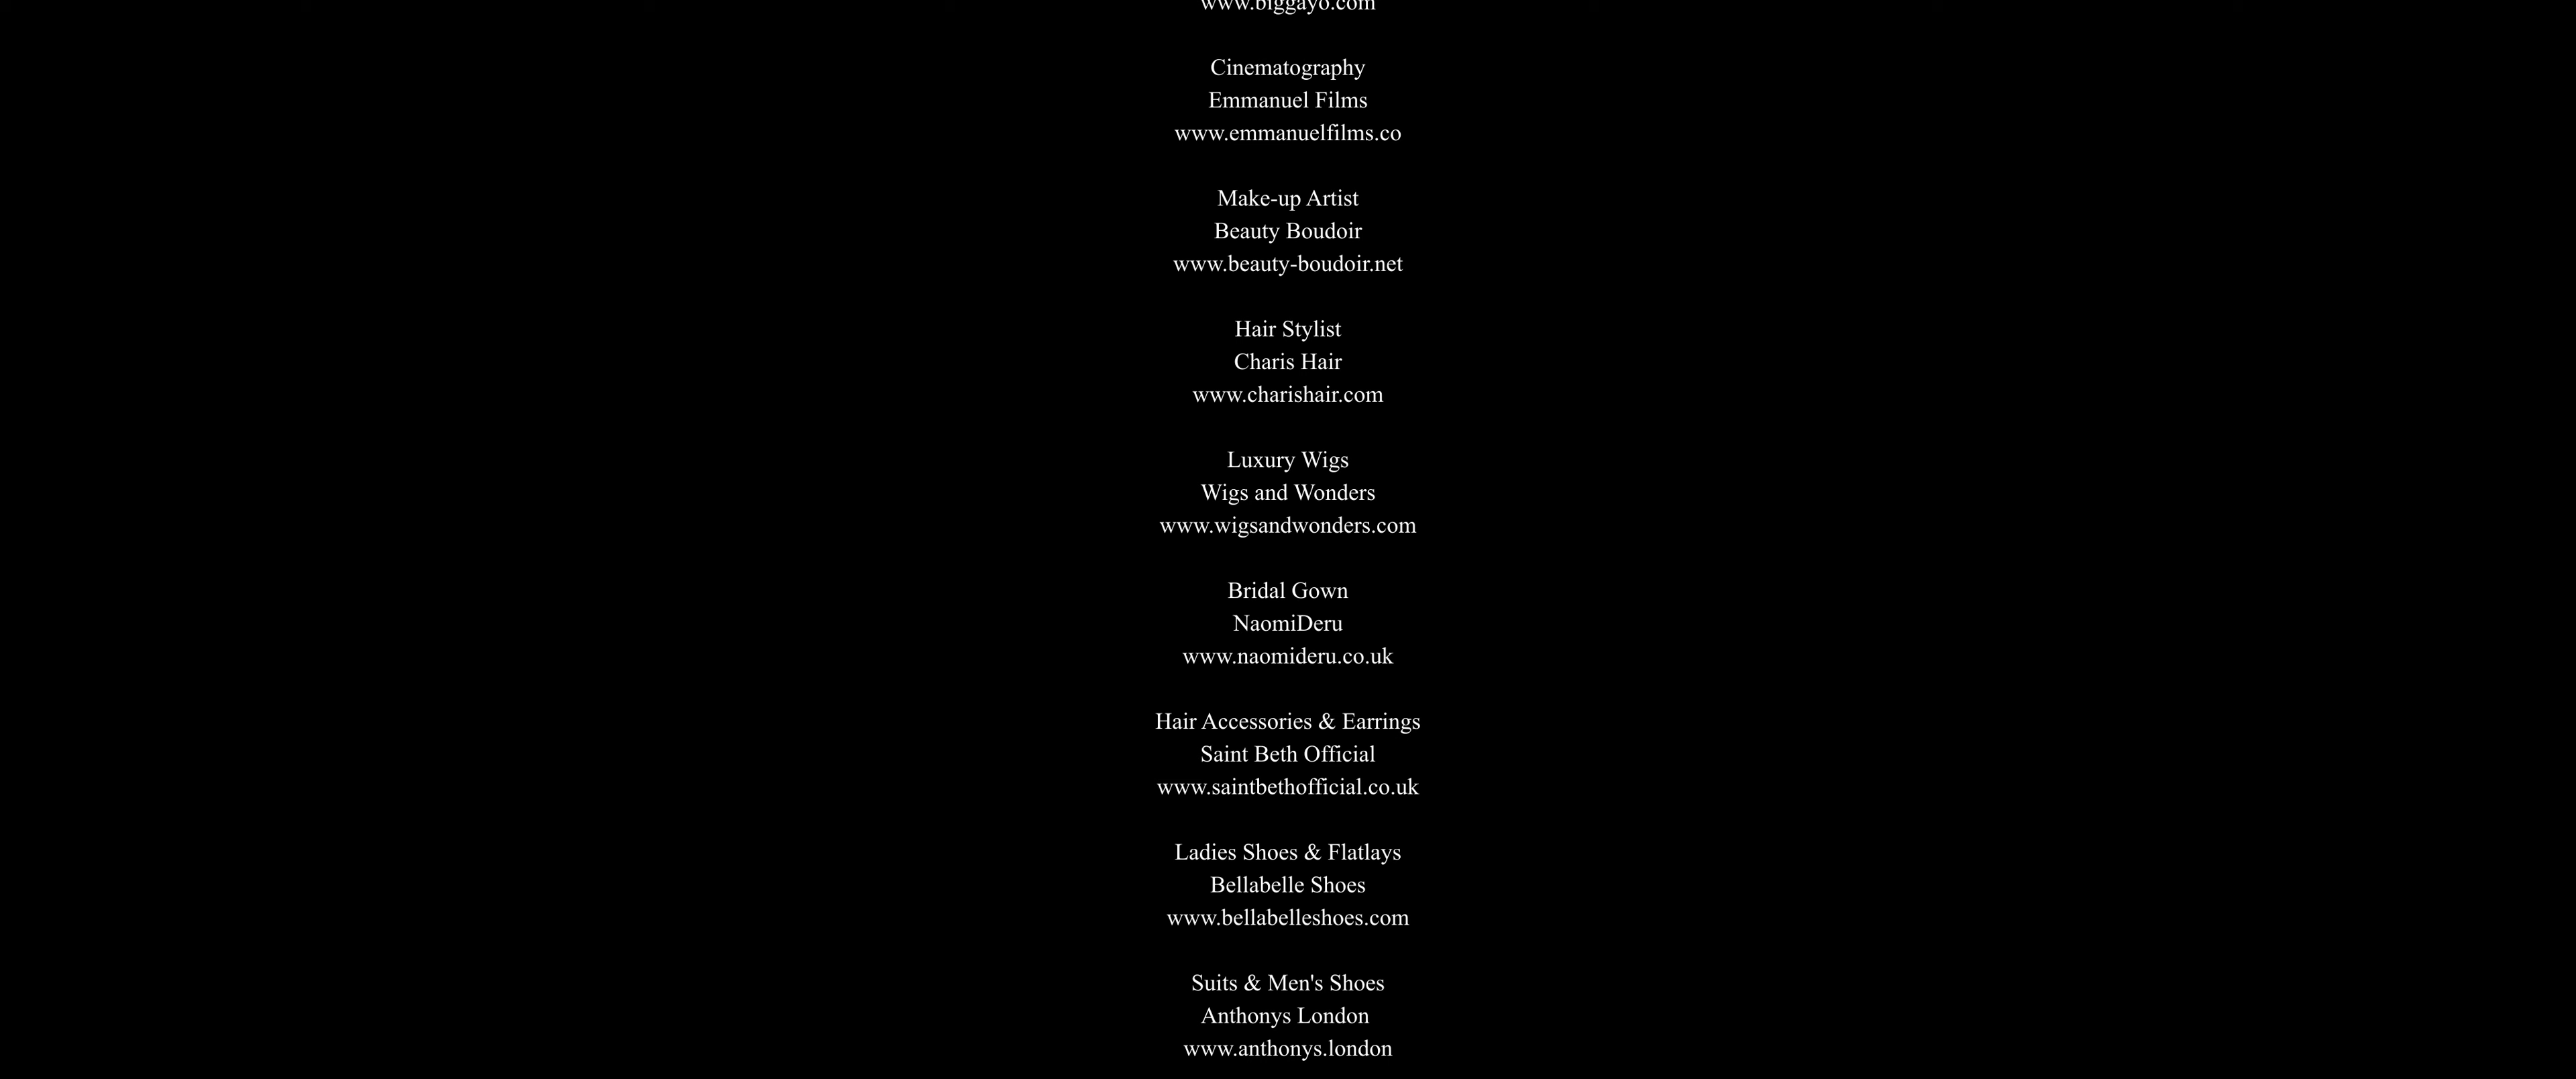 www.biggayo.com
Cinematography
Emmanuel Films
www.emmanuelfilms.co
Make-up Artist
Beauty Boudoir
www.beauty-boudoir.net
Hair Stylist
Charis Hair
www.charishair.com
Luxury Wigs
Wigs and Wonders
www.wigsandwonders.com
Bridal Gown
NaomiDeru
www.naomideru.co.uk
Hair Accessories & Earrings
Saint Beth Official
www.saintbethofficial.co.uk
Ladies Shoes & Flatlays
Bellabelle Shoes
www.bellabelleshoes.com
Suits & Men's Shoes
Anthonys London
www.anthonys.london